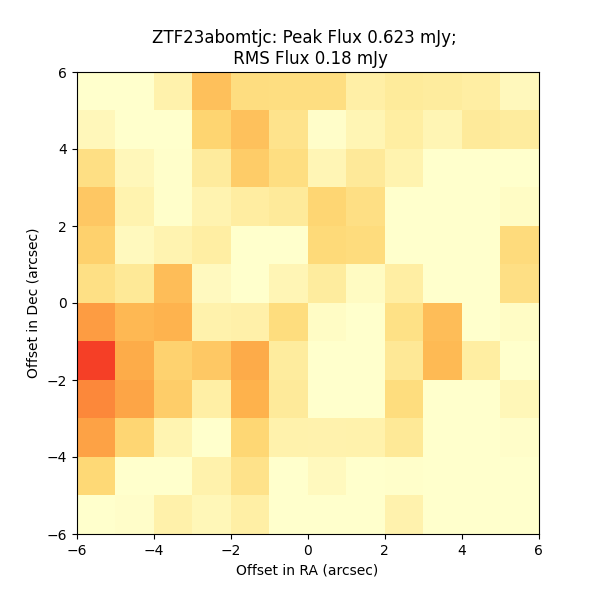 ZTF23abomtjc: Peak Flux 0.623 mJy;
RMS Flux 0.18 mJy
6
4
2
0
−2
−4
−6
Offset in Dec (arcsec)
−6 −4 −2 0 2 4 6
Offset in RA (arcsec)